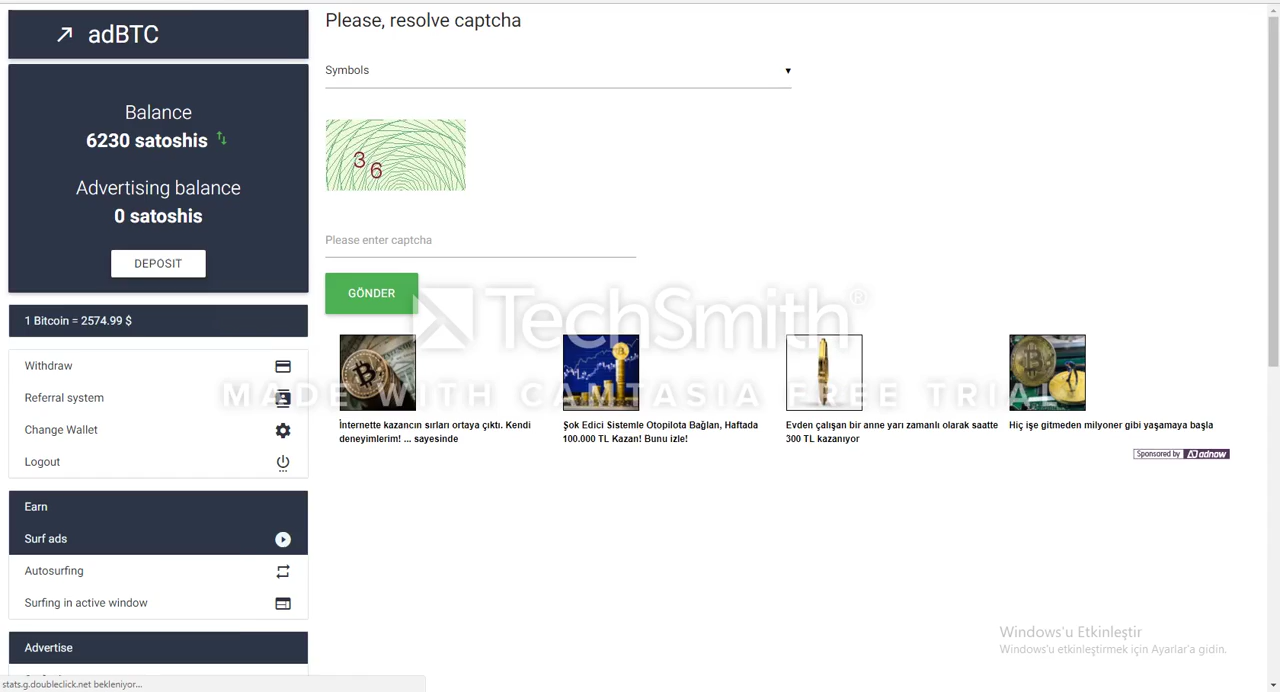 adBTC
Balance
6230 satoshis
Advertising balance
0 satoshis
DEPOSIT
1 Bitcoin = 2574.99 $
Withdraw
Referral system
Change Wallet
Logout
Earn
Surf ads
Autosurfing
Surfing in active window
Advertise
stats.g.doubleclick.net bekleniyor...
Please, resolve captcha
Symbols
36
Please enter captcha
GÖNDER
TechSmith®
MADE WITH CAMTASIA FREE TRIAL
İnternette kazancın sırları ortaya çıktı. Kendi
deneyimlerim! ... sayesinde
Şok Edici Sistemle Otopilota Bağlan, Haftada
100.000 TL Kazan! Bunu izle!
Evden çalışan bir anne yarı zamanlı olarak saatte
300 TL kazanıyor
Hiç işe gitmeden milyoner gibi yaşamaya başla
Sponsored by adnow
Windows'u Etkinleştir
Windows'u etkinleştirmek için Ayarlar'a gidin.